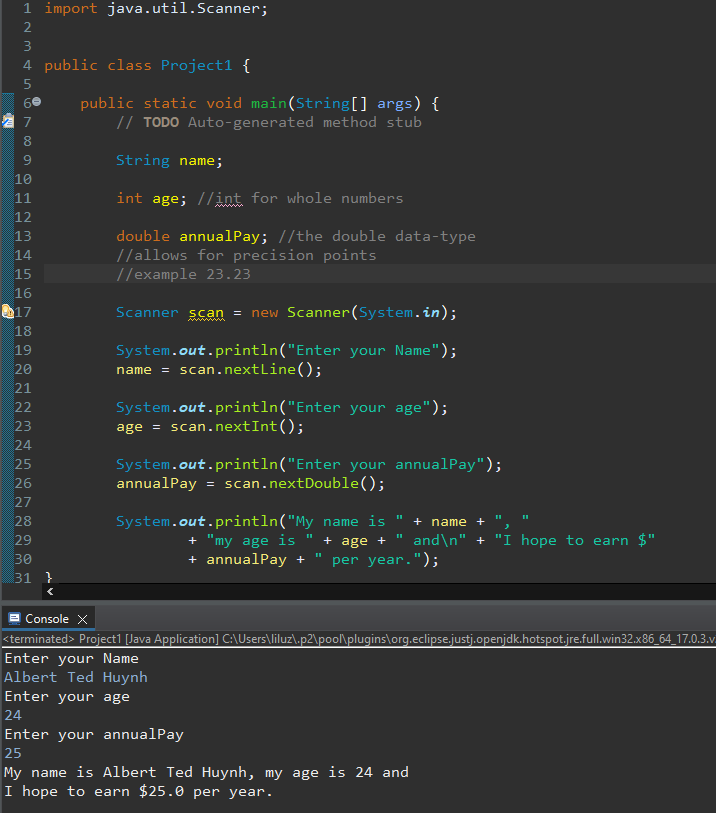 1 import java.util.Scanner;
2
3
4 public class Project1 {
5
6 public static void main(String[] args) {
7 // TODO Auto-generated method stub
8
9 String name;
10
11 int age; //int for whole numbers
12
13 double annualPay; //the double data-type
14 //allows for precision points
15 //example 23.23
16
17 Scanner scan = new Scanner(System.in);
18
19 System.out.println("Enter your Name");
20 name = scan.nextLine();
21
22 System.out.println("Enter your age");
23 age = scan.nextInt();
24
25 System.out.println("Enter your annualPay");
26 annualPay = scan.nextDouble();
27
28 System.out.println("My name is " + name + ", "
29 + "my age is " + age + " and\n" + "I hope to earn $"
30 + annualPay + " per year.");
31 }
Console
<terminated> Project1 [Java Application] C:\Users\liluz\.p2\pool\plugins\org.eclipse.justj.openjdk.hotspot.jre.full.win32.x86_64_17.0.3.v
Enter your Name
Albert Ted Huynh
Enter your age
24
Enter your annualPay
25
My name is Albert Ted Huynh, my age is 24 and
I hope to earn $25.0 per year.